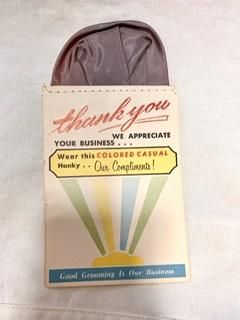 thank you
WE APPRECIATE
YOUR BUSINESS . . .
Wear this COLORED CASUAL
Hanky . . Our Compliments!
Good Grooming Is Our Business